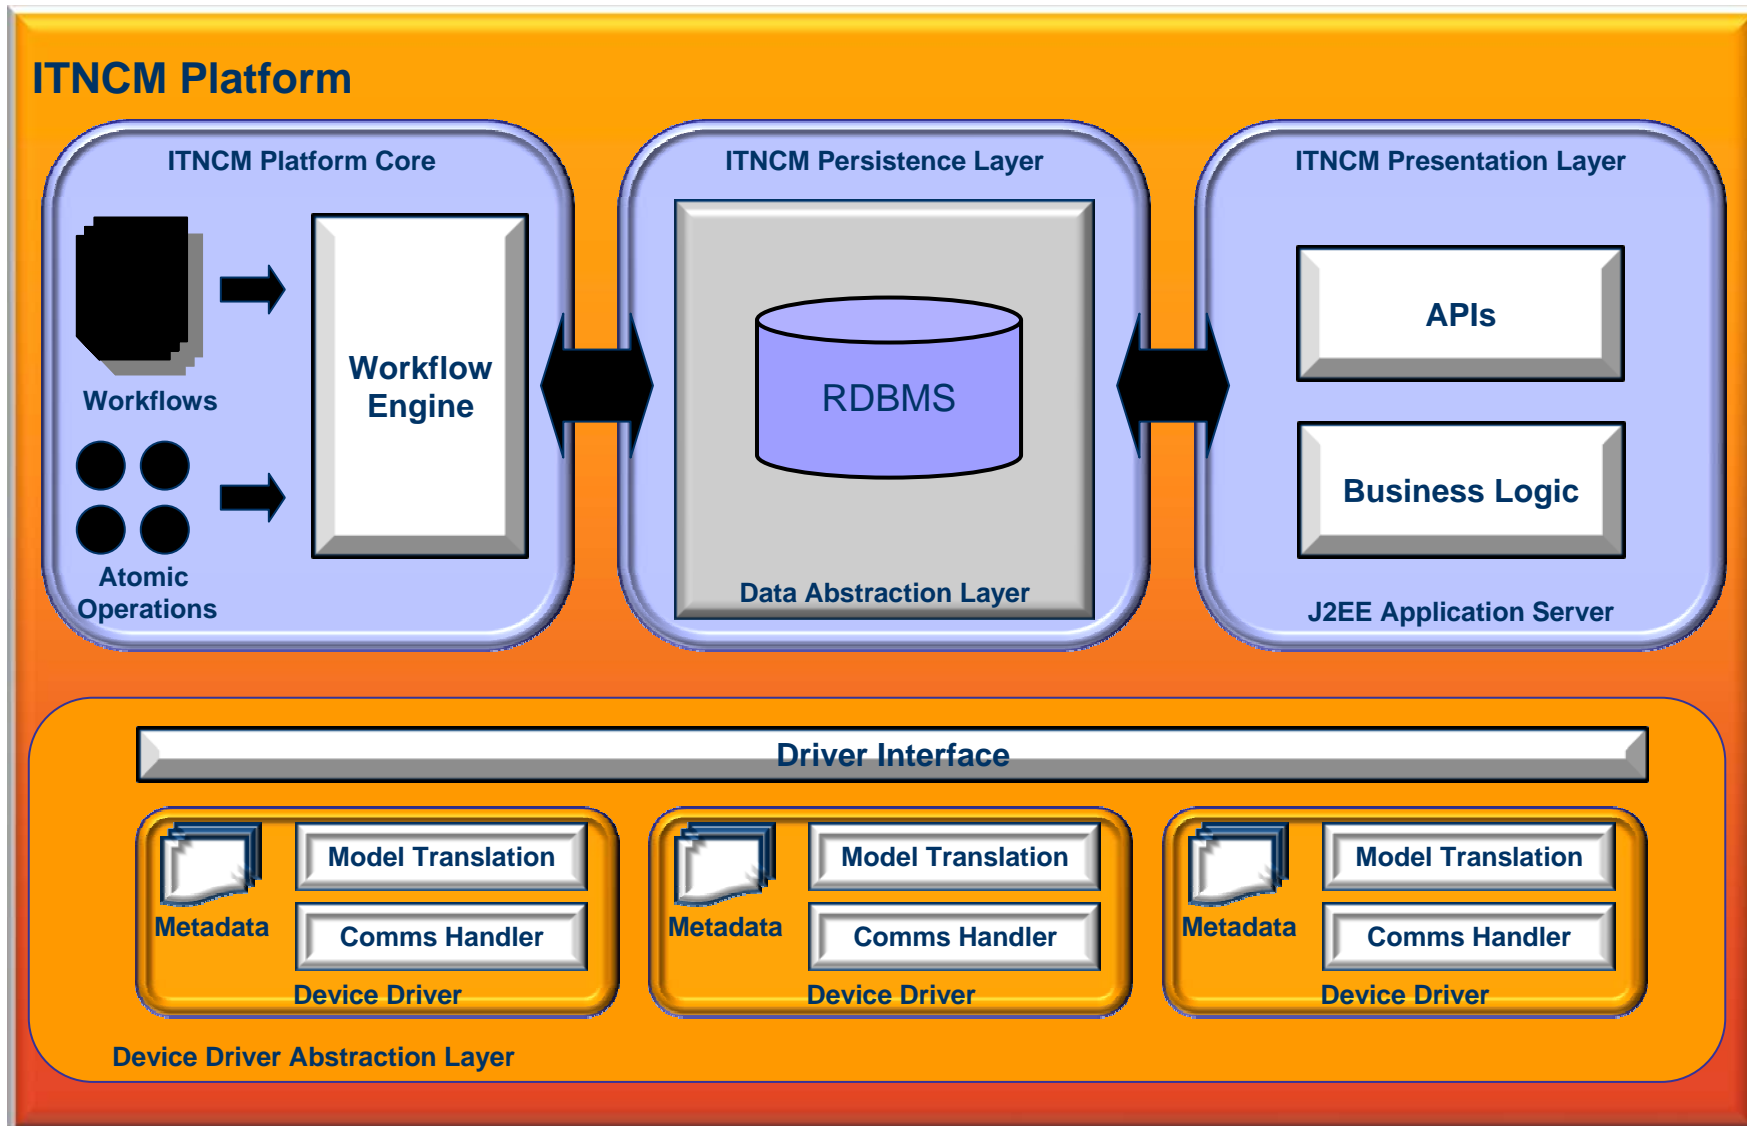 ITNCM Platform
ITNCM Platform Core
Workflows
Atomic
Operations
Workflow
Engine
ITNCM Persistence Layer
RDBMS
Data Abstraction Layer
ITNCM Presentation Layer
APIs
Business Logic
J2EE Application Server
Driver Interface
Metadata
Model Translation
Comms Handler
Device Driver
Metadata
Model Translation
Comms Handler
Device Driver
Metadata
Model Translation
Comms Handler
Device Driver
Device Driver Abstraction Layer